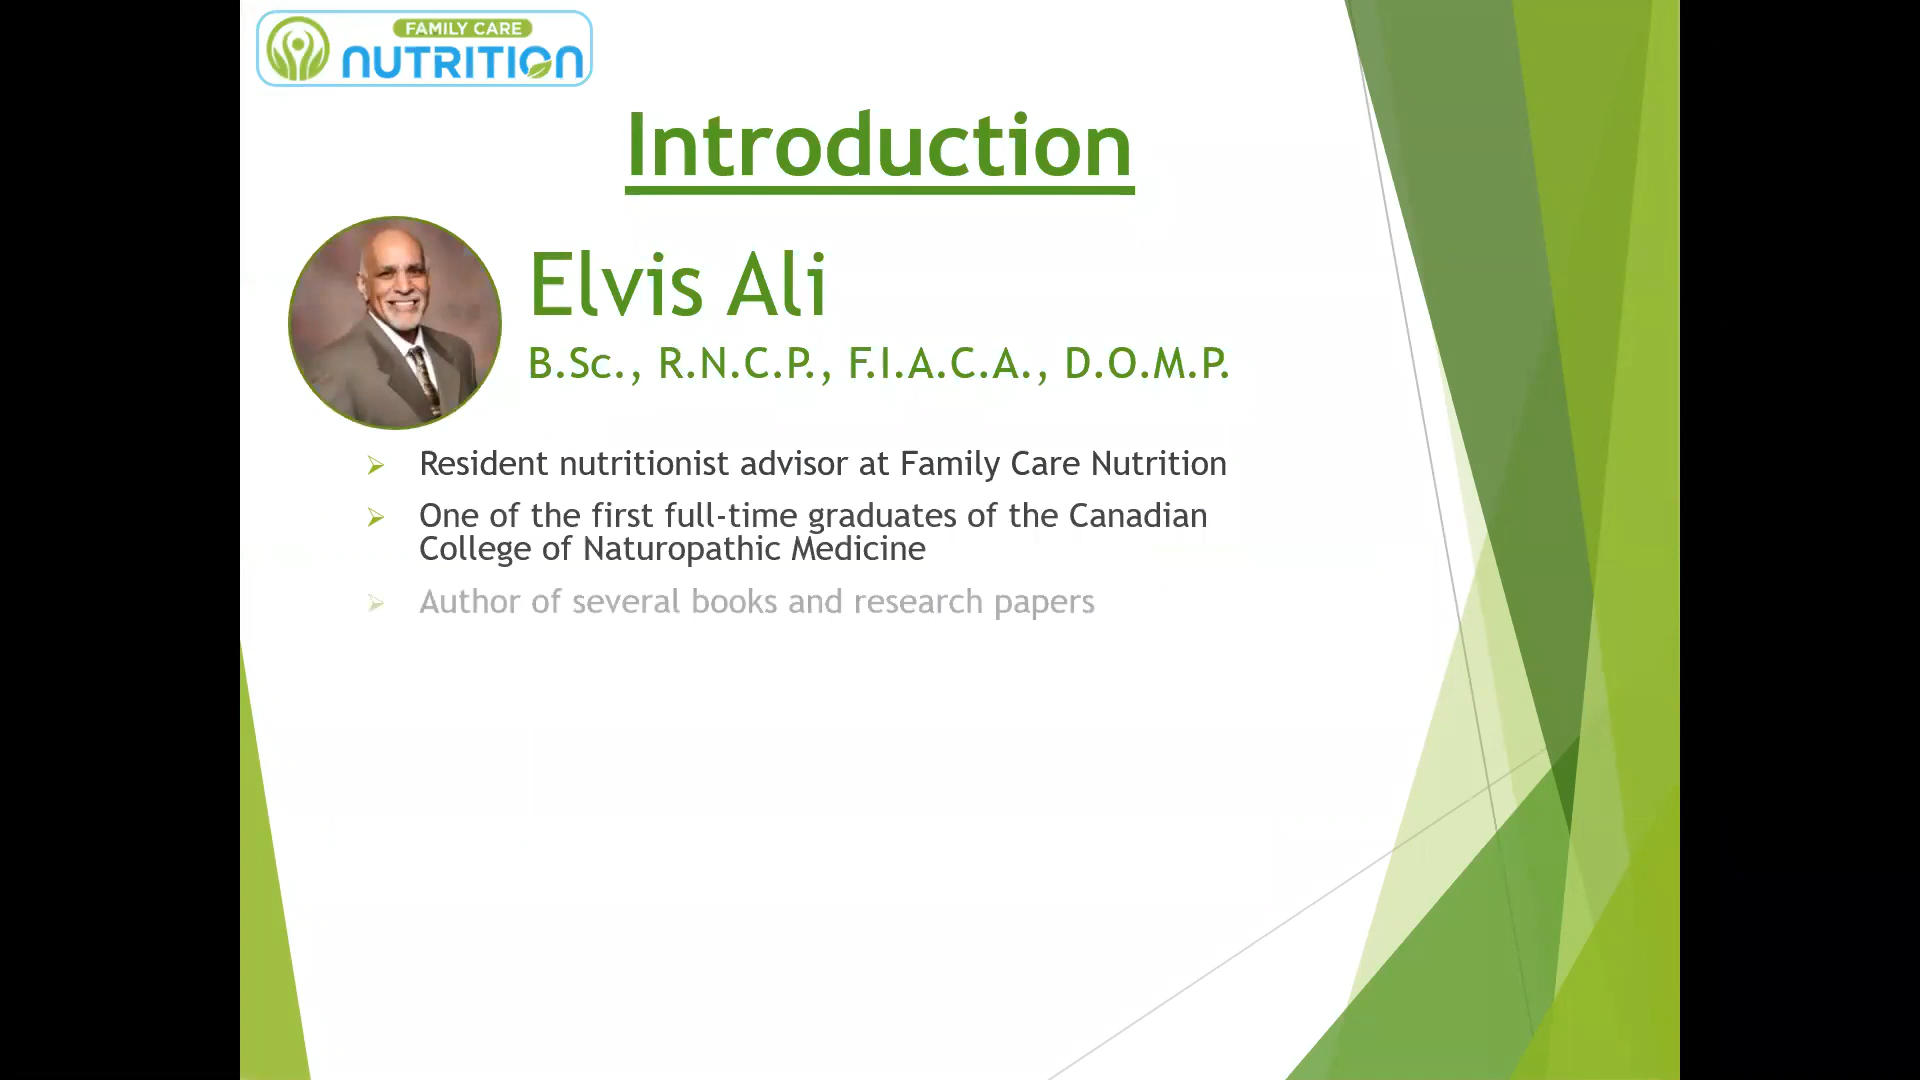 FAMILY CARE
NUTRITION
Introduction
Elvis Ali
B.Sc., R.N.C.P., F.I.A.C.A., D.O.M.P.
Resident nutritionist advisor at Family Care Nutrition
One of the first full-time graduates of the Canadian
College of Naturopathic Medicine
Author of several books and research papers